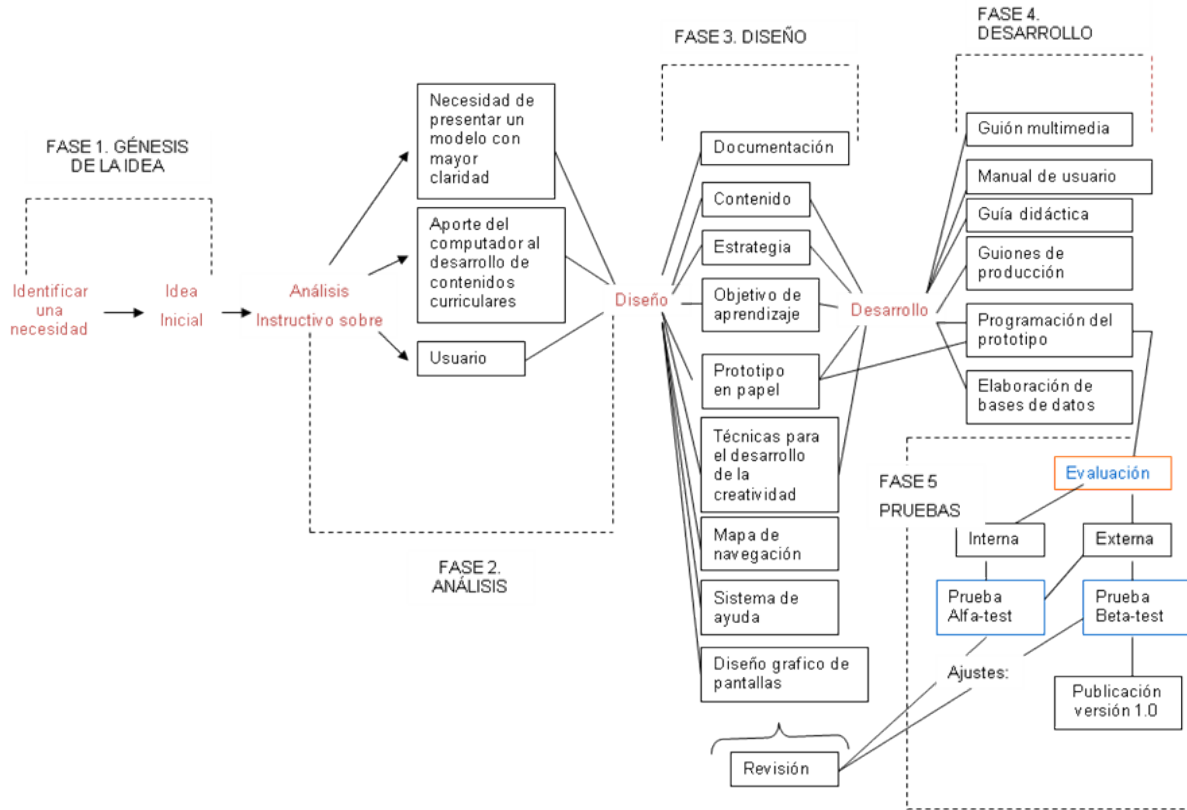 FASE 1. GÉNESIS
DE LA IDEA
Identificar
una
necesidad
Idea
Inicial
Análisis
Instructivo sobre
Necesidad de
presentar un
modelo con
mayor
claridad
Aporte del
computador al
desarrollo de
contenidos
curriculares
Usuario
FASE 2.
ANÁLISIS
FASE 3. DISEÑO
Diseño
Documentación
Contenido
Estrategia
Objetivo de
aprendizaje
Prototipo
en papel
Técnicas para
el desarrollo
de la
creatividad
Mapa de
navegación
Sistema de
ayuda
Diseño grafico de
pantallas
Revisión
FASE 4.
DESARROLLO
Desarrollo
Guión multimedia
Manual de usuario
Guía didáctica
Guiones de
producción
Programación del
prototipo
Elaboración de
bases de datos
FASE 5
PRUEBAS
Evaluación
Interna
Externa
Prueba
Alfa-test
Prueba
Beta-test
Ajustes:
Publicación
versión 1.0